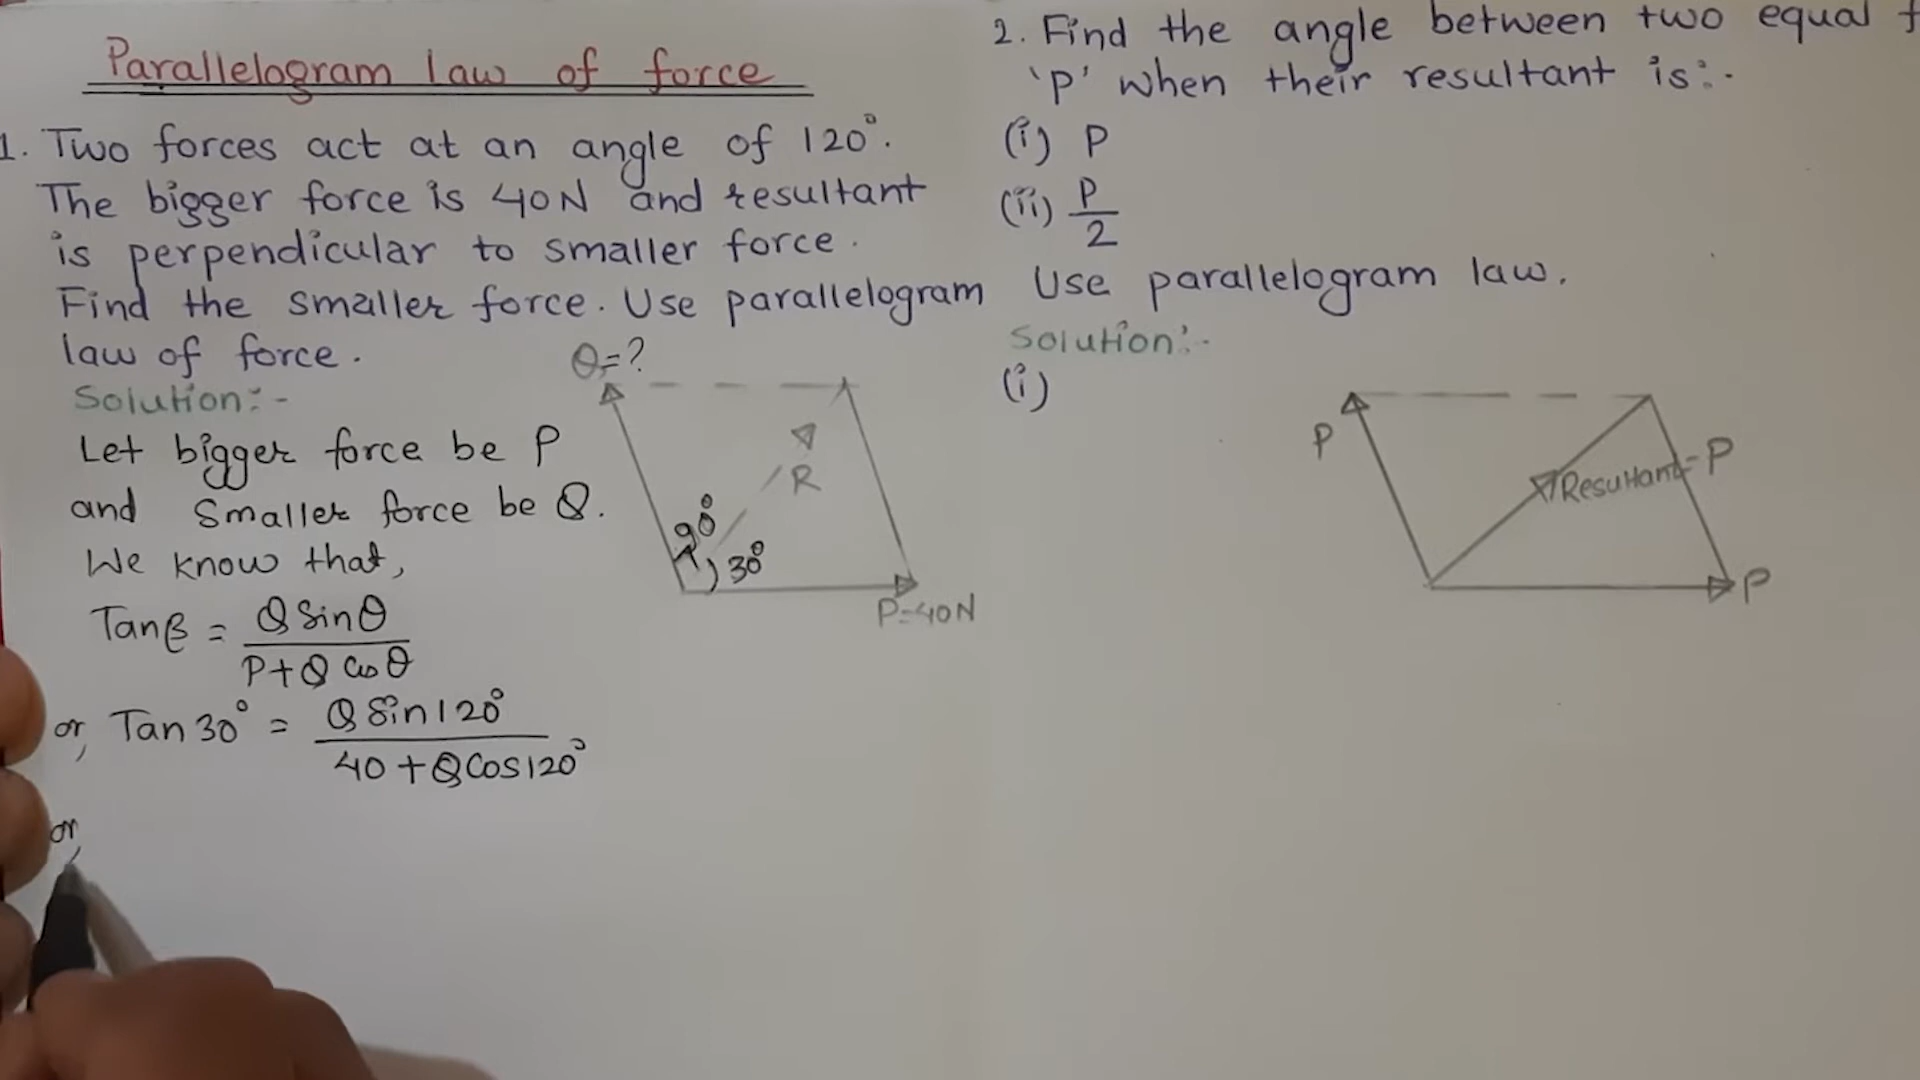 Parallelogram law of force
1. Two forces act at an angle of 120°.
The bigger force is 40N and resultant
is perpendicular to smaller force.
Find the smaller force. Use parallelogram
law of force.
Solution:-
Let bigger force be P
and smaller force be Q.
We know that,
Tanβ = Q Sinθ / P+Q Cosθ
or, Tan 30° = Q Sin120° / 40+QCos120°
or,
Q=?
R
90°
30°
P=40N
2. Find the angle between two equal f
'P' when their resultant is:-
(i) P
(ii) P/2
Use parallelogram law.
Solution:-
(i)
P
Resultant=P
P